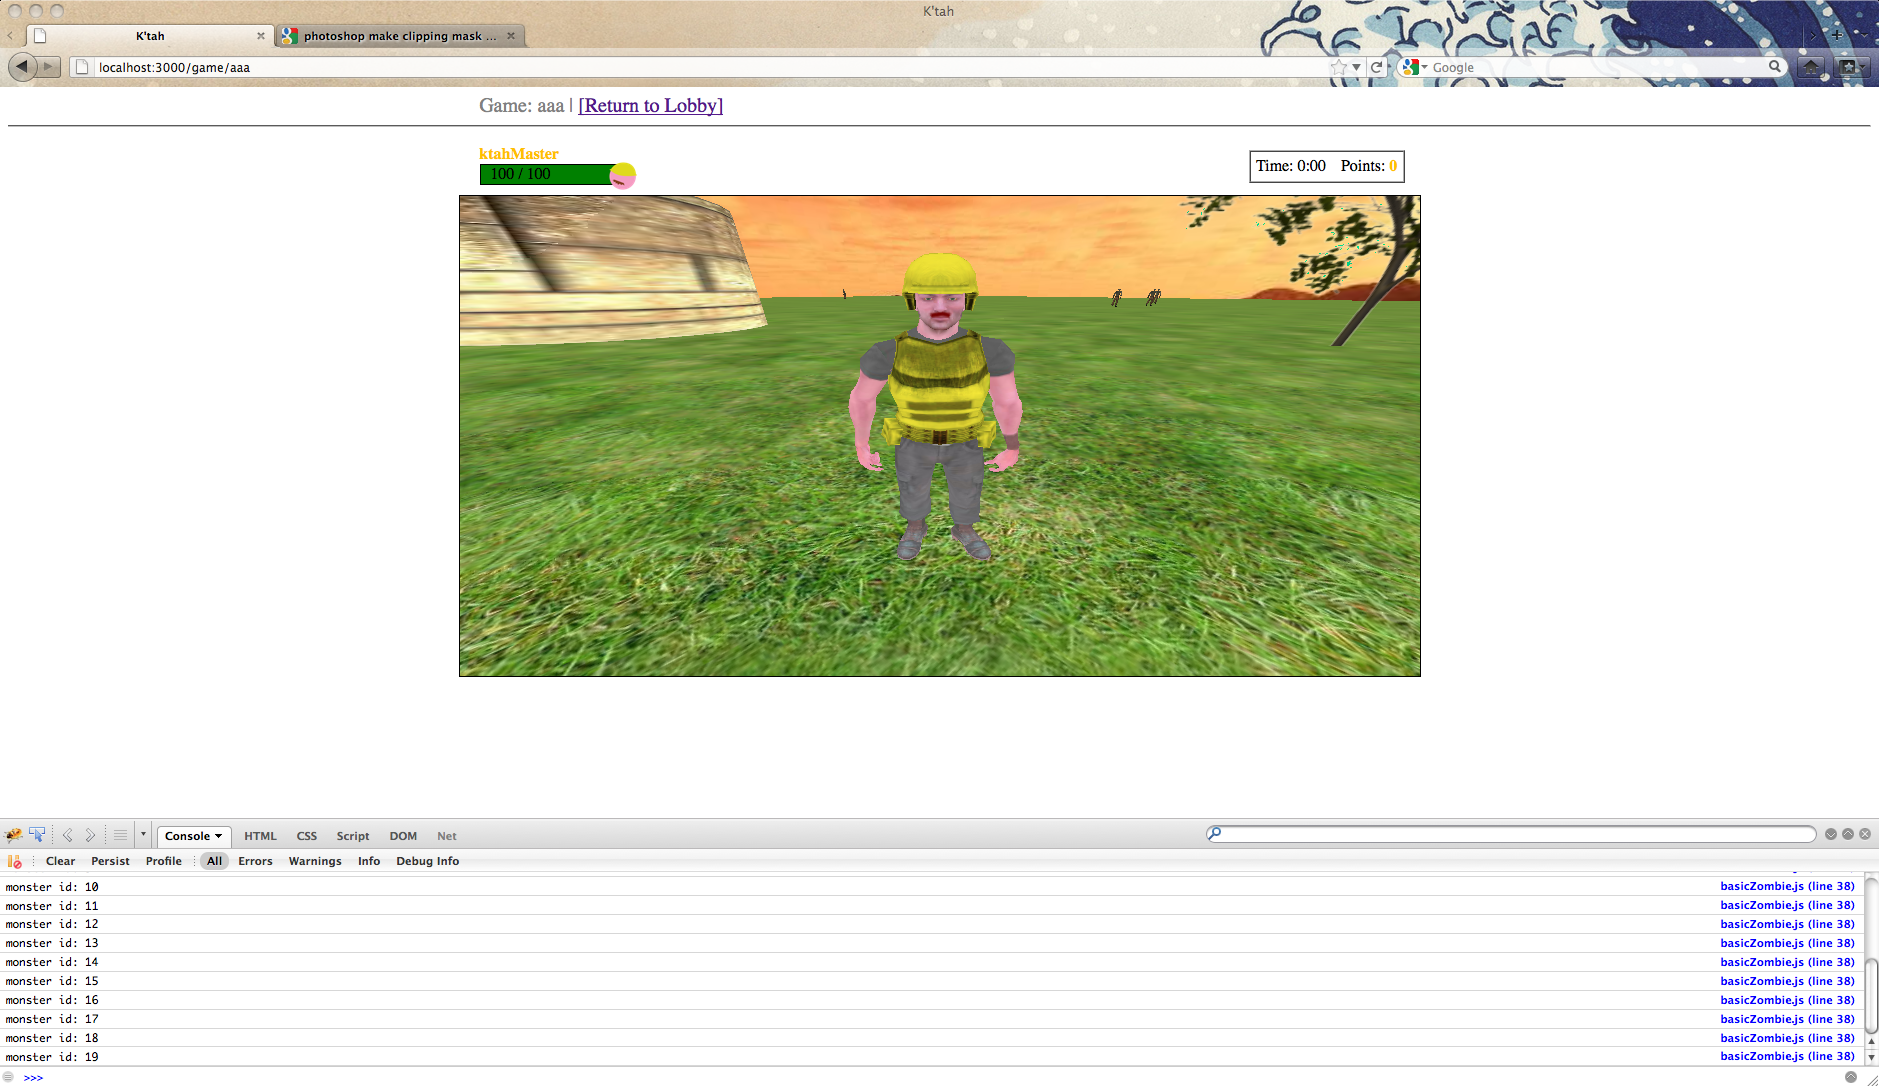 K'tah
K'tah
photoshop make clipping mask ...
localhost:3000/game/aaa
Google
Game: aaa | [Return to Lobby]
ktahMaster
100 / 100
Time: 0:00 Points: 0
Console HTML CSS Script DOM Net
Clear Persist Profile All Errors Warnings Info Debug Info
monster id: 10 basicZombie.js (line 38)
monster id: 11 basicZombie.js (line 38)
monster id: 12 basicZombie.js (line 38)
monster id: 13 basicZombie.js (line 38)
monster id: 14 basicZombie.js (line 38)
monster id: 15 basicZombie.js (line 38)
monster id: 16 basicZombie.js (line 38)
monster id: 17 basicZombie.js (line 38)
monster id: 18 basicZombie.js (line 38)
monster id: 19 basicZombie.js (line 38)
>>>